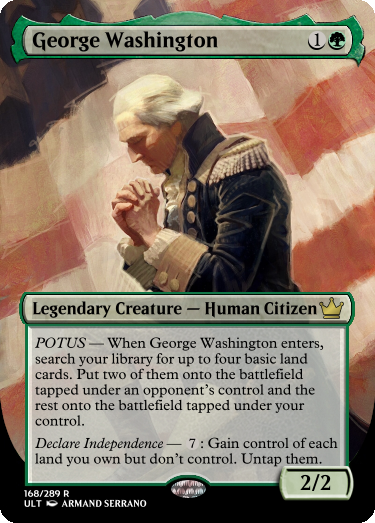 George Washington 1
Legendary Creature — Human Citizen
POTUS — When George Washington enters,
search your library for up to four basic land
cards. Put two of them onto the battlefield
tapped under an opponent's control and the
rest onto the battlefield tapped under your
control.
Declare Independence — 7 : Gain control of each
land you own but don't control. Untap them.
2/2
168/289 R
ULT ARMAND SERRANO